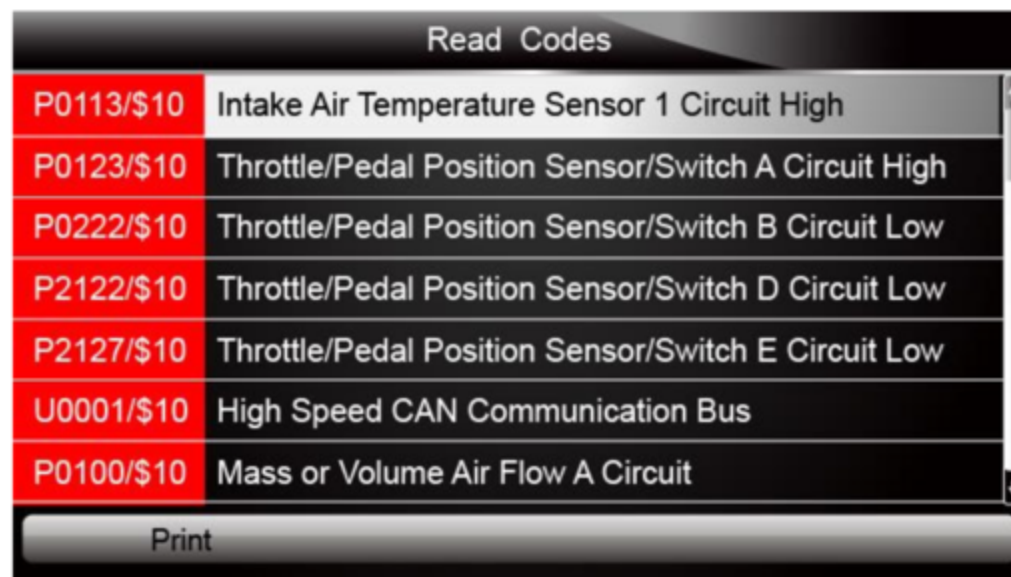 Read Codes
P0113/$10 Intake Air Temperature Sensor 1 Circuit High
P0123/$10 Throttle/Pedal Position Sensor/Switch A Circuit High
P0222/$10 Throttle/Pedal Position Sensor/Switch B Circuit Low
P2122/$10 Throttle/Pedal Position Sensor/Switch D Circuit Low
P2127/$10 Throttle/Pedal Position Sensor/Switch E Circuit Low
U0001/$10 High Speed CAN Communication Bus
P0100/$10 Mass or Volume Air Flow A Circuit
Print